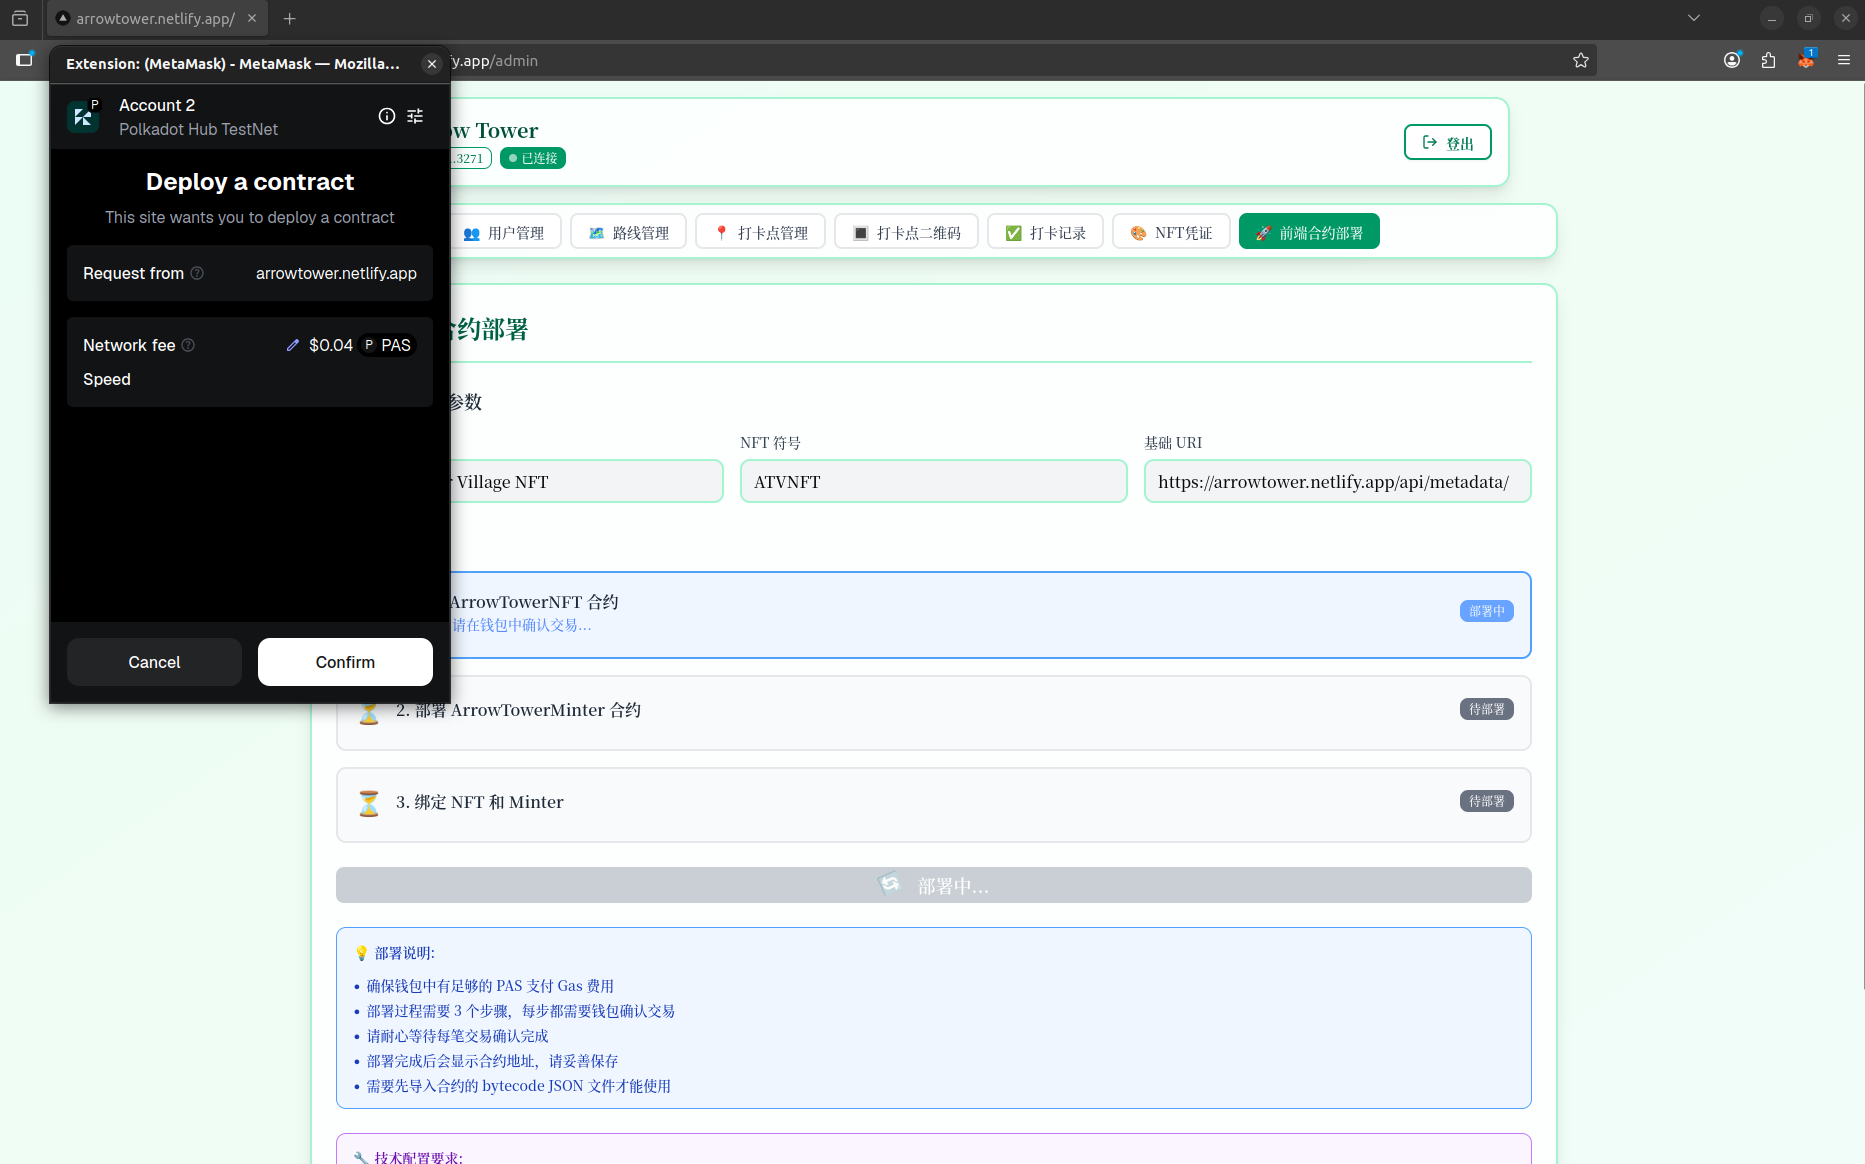 arrowtower.netlify.app/
Extension: (MetaMask) - MetaMask — Mozilla...
fy.app/admin
1
P
Account 2
Polkadot Hub TestNet
Deploy a contract
This site wants you to deploy a contract
Request from
arrowtower.netlify.app
Network fee
$0.04
P PAS
Speed
Cancel
Confirm
ow Tower
.3271
已连接
登出
用户管理
路线管理
打卡点管理
打卡点二维码
打卡记录
NFT凭证
前端合约部署
合约部署
参数
NFT 符号
基础 URI
r Village NFT
ATVNFT
https://arrowtower.netlify.app/api/metadata/
ArrowTowerNFT 合约
请在钱包中确认交易...
部署中
2. 部署 ArrowTowerMinter 合约
待部署
3. 绑定 NFT 和 Minter
待部署
部署中...
💡 部署说明:
• 确保钱包中有足够的 PAS 支付 Gas 费用
• 部署过程需要 3 个步骤，每步都需要钱包确认交易
• 请耐心等待每笔交易确认完成
• 部署完成后会显示合约地址，请妥善保存
• 需要先导入合约的 bytecode JSON 文件才能使用
🔧 技术配置要求: